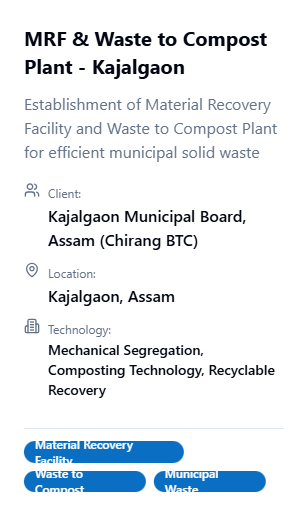 MRF & Waste to Compost
Plant - Kajalgaon
Establishment of Material Recovery
Facility and Waste to Compost Plant
for efficient municipal solid waste
Client:
Kajalgaon Municipal Board,
Assam (Chirang BTC)
Location:
Kajalgaon, Assam
Technology:
Mechanical Segregation,
Composting Technology, Recyclable
Recovery
Material Recovery
Facility
Waste to
Compost
Municipal
Waste